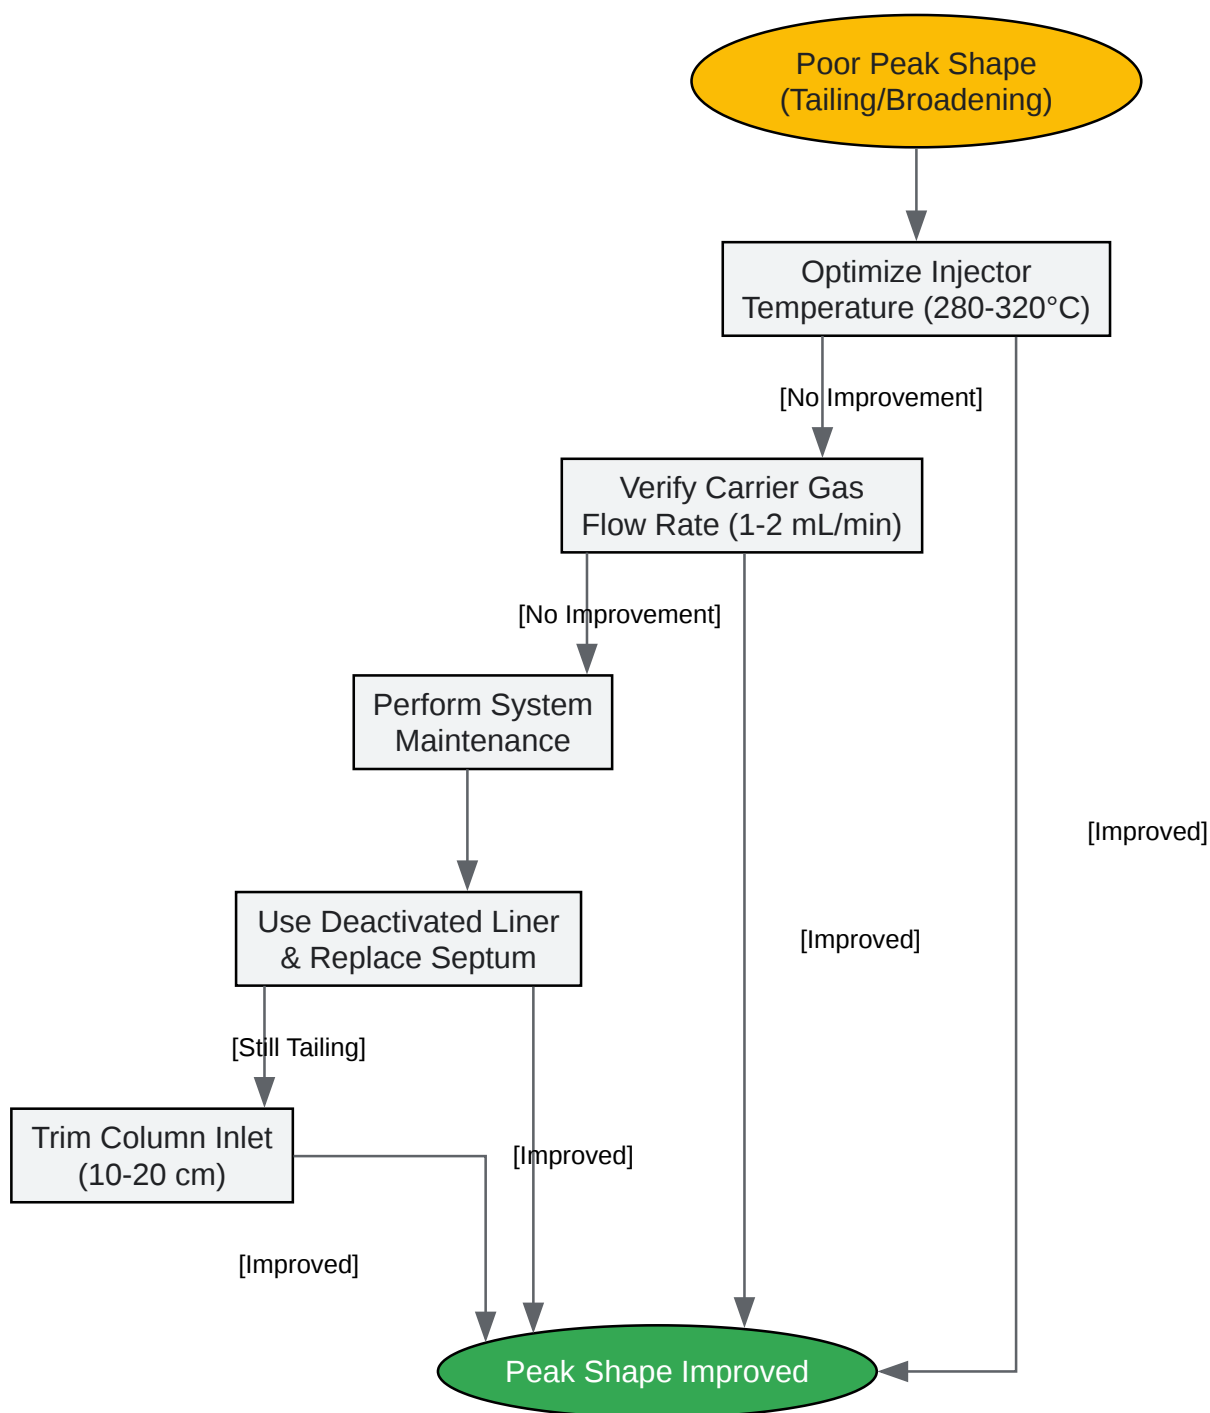 Poor Peak Shape
(Tailing/Broadening)
Optimize Injector
Temperature (280-320°C)
[No Improvement]
Verify Carrier Gas
Flow Rate (1-2 mL/min)
[No Improvement]
Perform System
Maintenance
[Improved]
Use Deactivated Liner
& Replace Septum
[Improved]
[Still Tailing]
Trim Column Inlet
(10-20 cm)
[Improved]
[Improved]
Peak Shape Improved